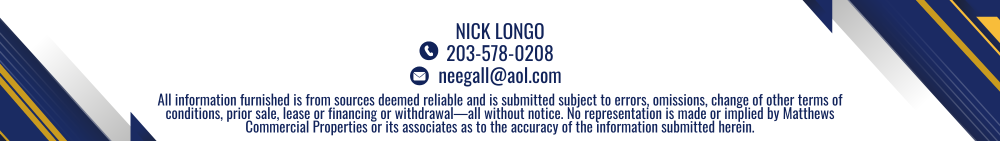 NICK LONGO
203-578-0208
neegall@aol.com
All information furnished is from sources deemed reliable and is submitted subject to errors, omissions, change of other terms of
conditions, prior sale, lease or financing or withdrawal—all without notice. No representation is made or implied by Matthews
Commercial Properties or its associates as to the accuracy of the information submitted herein.